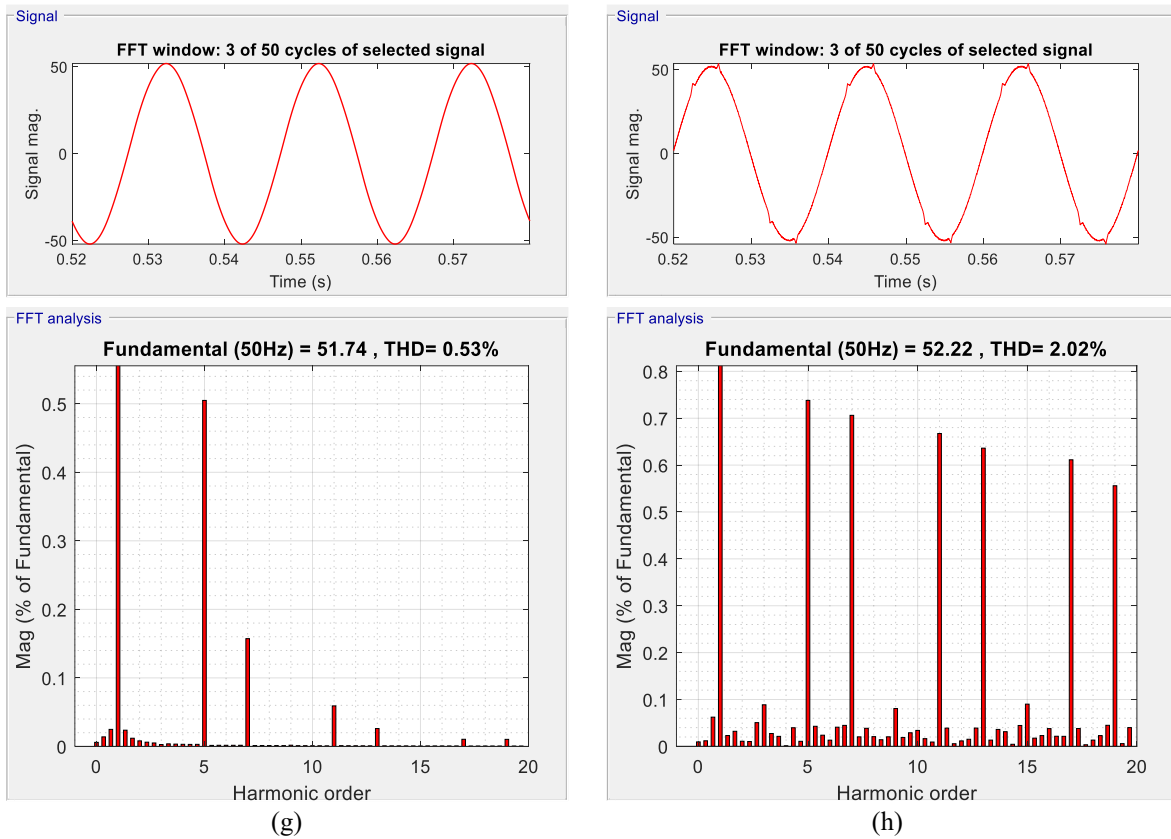 Signal
FFT window: 3 of 50 cycles of selected signal
50
0
-50
Signal mag.
0.52
0.53
0.54
0.55
0.56
0.57
Time (s)
FFT analysis
Fundamental (50Hz) = 51.74 , THD= 0.53%
0.5
0.4
0.3
0.2
0.1
0
Mag (% of Fundamental)
0
5
10
15
20
Harmonic order
(g)
Signal
FFT window: 3 of 50 cycles of selected signal
50
0
-50
Signal mag.
0.52
0.53
0.54
0.55
0.56
0.57
Time (s)
FFT analysis
Fundamental (50Hz) = 52.22 , THD= 2.02%
0.8
0.7
0.6
0.5
0.4
0.3
0.2
0.1
0
Mag (% of Fundamental)
0
5
10
15
20
Harmonic order
(h)